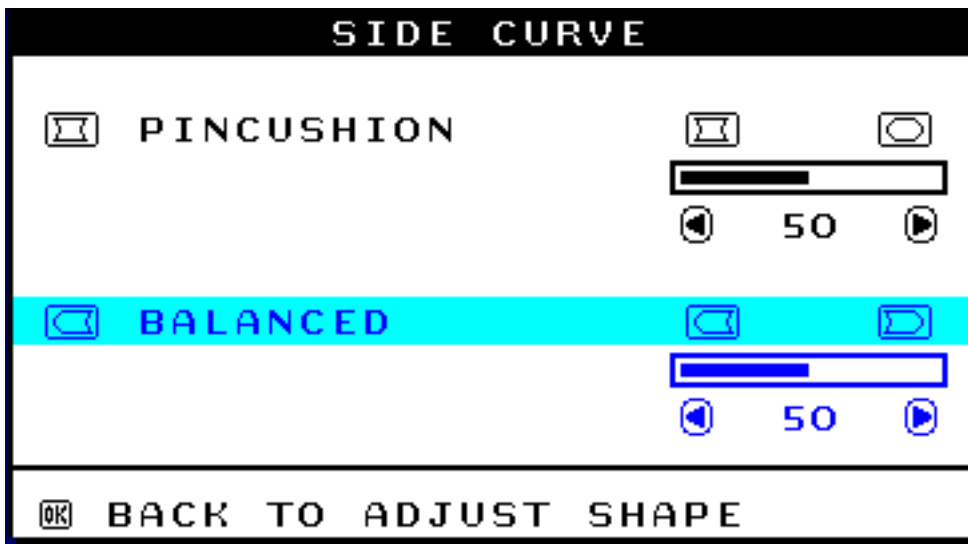 SIDE CURVE
PINCUSHION
50
BALANCED
50
OK BACK TO ADJUST SHAPE